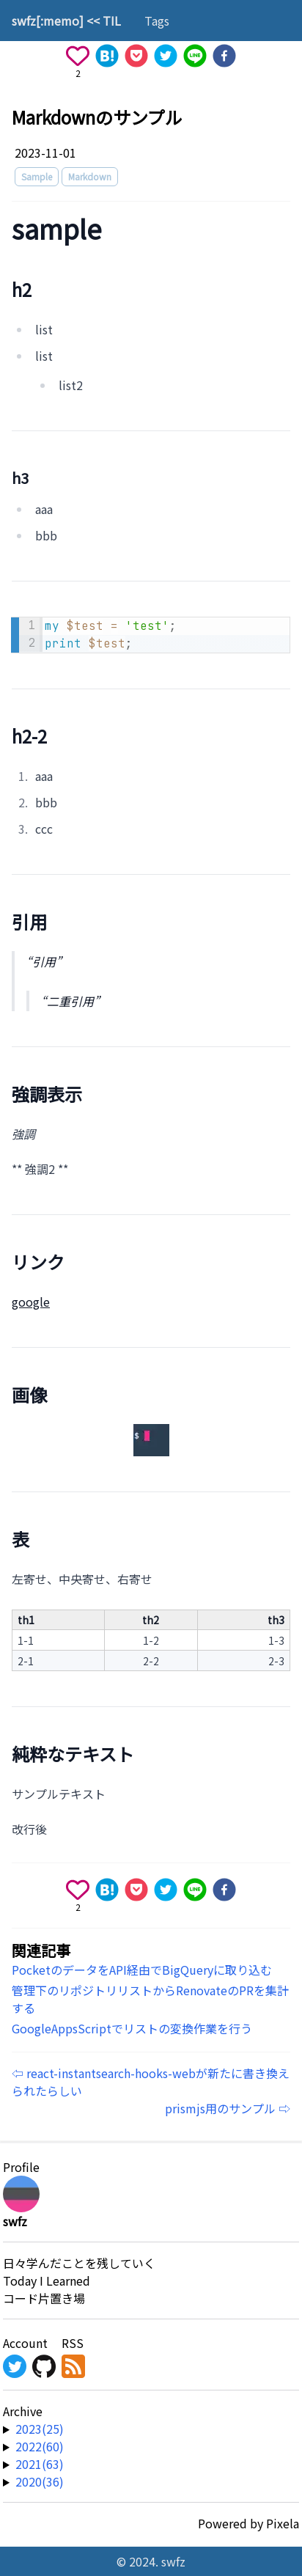 swfz[:memo] << TIL Tags
B! LINE
2
Markdownのサンプル
2023-11-01
Sample Markdown
sample
h2
list
list
list2
h3
aaa
bbb
1 my $test = 'test';
2 print $test;
h2-2
1. aaa
2. bbb
3. ccc
引用
“引用”
“二重引用”
強調表示
強調
** 強調2 **
リンク
google
画像
$
表
左寄せ、中央寄せ、右寄せ
th1 th2 th3
1-1 1-2 1-3
2-1 2-2 2-3
純粋なテキスト
サンプルテキスト
改行後
B! LINE
2
関連記事
PocketのデータをAPI経由でBigQueryに取り込む
管理下のリポジトリリストからRenovateのPRを集計
する
GoogleAppsScriptでリストの変換作業を行う
⇦ react-instantsearch-hooks-webが新たに書き換え
られたらしい
prismjs用のサンプル ⇨
Profile
swfz
日々学んだことを残していく
Today I Learned
コード片置き場
Account RSS
Archive
2023(25)
2022(60)
2021(63)
2020(36)
Powered by Pixela
© 2024. swfz